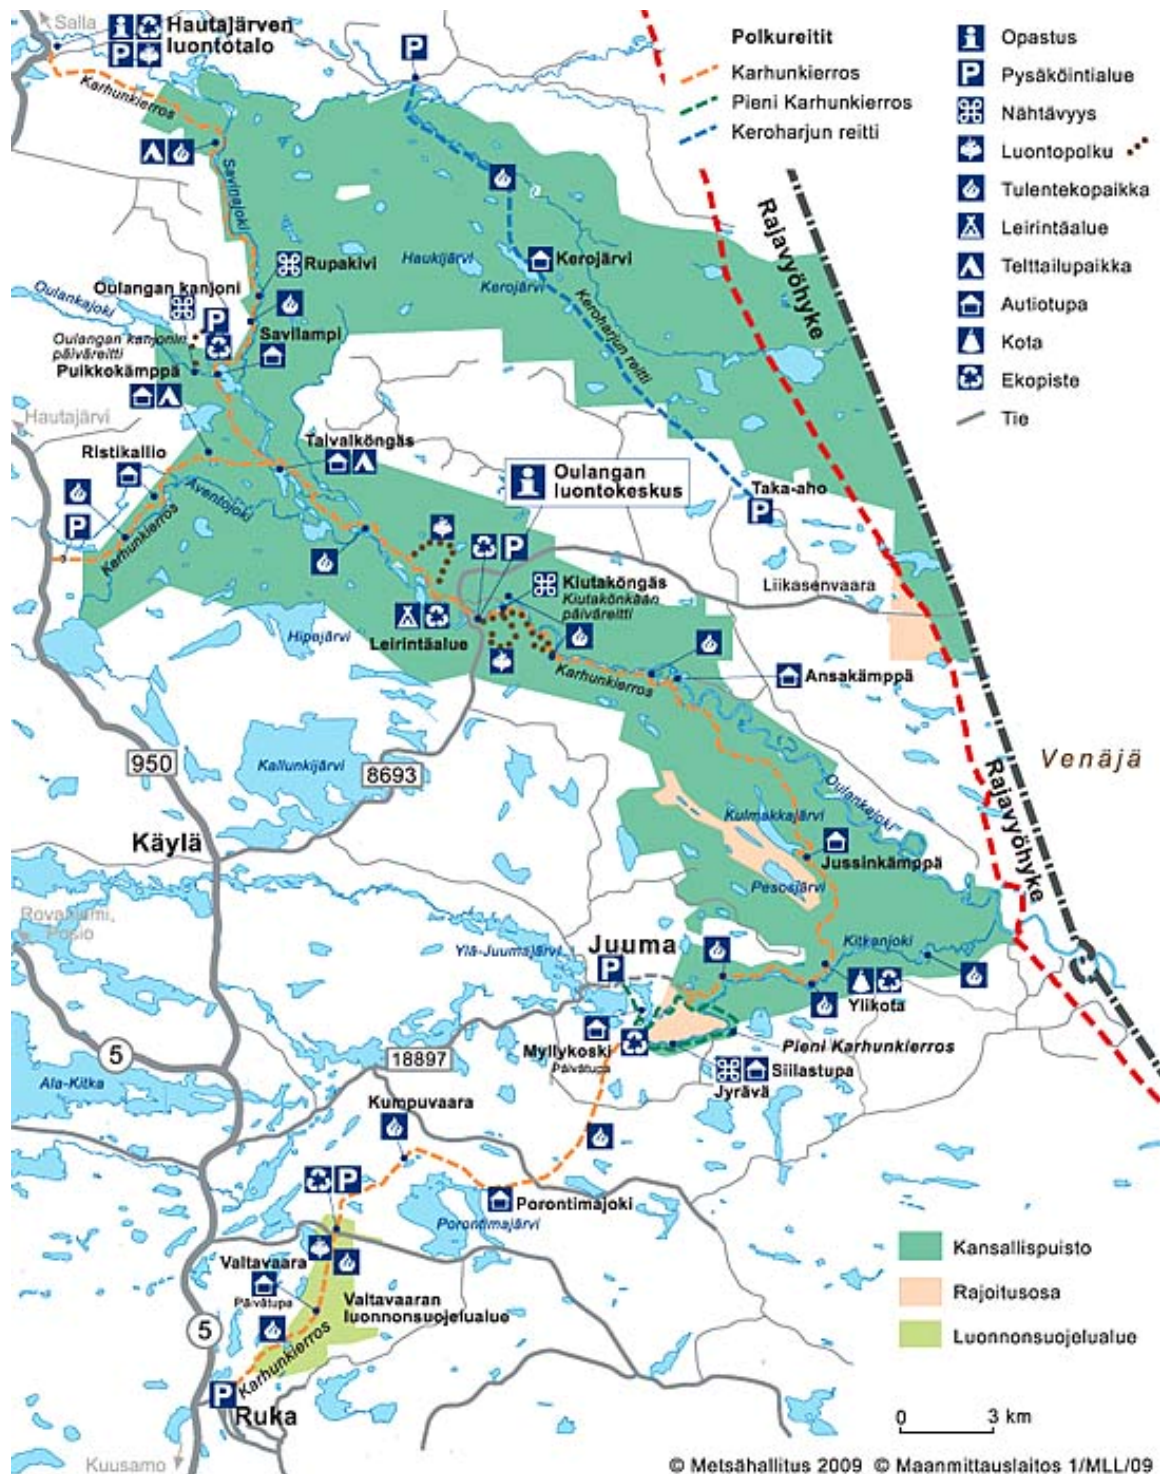 Salla
Hautajärven
luontotalo
Karhunkierros
Savinajoki
Rupakivi
Oulangan kanjoni
Oulankajoki
Oulangan kanjonin
päiväreitti
Savilampi
Puikkokämppä
Hautajärvi
Ristikallio
Taivalköngäs
Aventojoki
Karhunkierros
Haukijärvi
Kerojärvi
Kerojärvi
Keroharjun reitti
Oulangan
luontokeskus
Taka-aho
Liikasenvaara
Kiutaköngäs
Kiutakönkään
päiväreitti
Leirintäalue
Hipojärvi
Karhunkierros
Ansakämppä
950
8693
Kallunkijärvi
Käylä
Oulankajoki
Kulmakkajärvi
Jussinkämppä
Pesosjärvi
Rovaniemi,
Posio
Ylä-Juumajärvi
Juuma
Kitkanjoki
Ylikota
5
18897
Myllykoski
Päivätupa
Pieni Karhunkierros
Siilastupa
Jyrävä
Ala-Kitka
Kumpuvaara
Porontimajoki
Porontimajärvi
Valtavaara
Päivätupa
Valtavaaran
luonnonsuojelualue
5
Karhunkierros
Ruka
Kuusamo
Polkureitit
Karhunkierros
Pieni Karhunkierros
Keroharjun reitti
Rajavyöhyke
Rajavyöhyke
Venäjä
Opastus
P Pysäköintialue
Nähtävyys
Luontopolku
Tulentekopaikka
Leirintäalue
Telttailupaikka
Autiotupa
Kota
Ekopiste
Tie
Kansallispuisto
Rajoitusosa
Luonnonsuojelualue
0 3 km
© Metsähallitus 2009 © Maanmittauslaitos 1/MLL/09